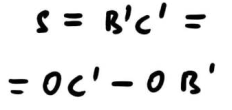 S = B'C' =
= OC' - OB'